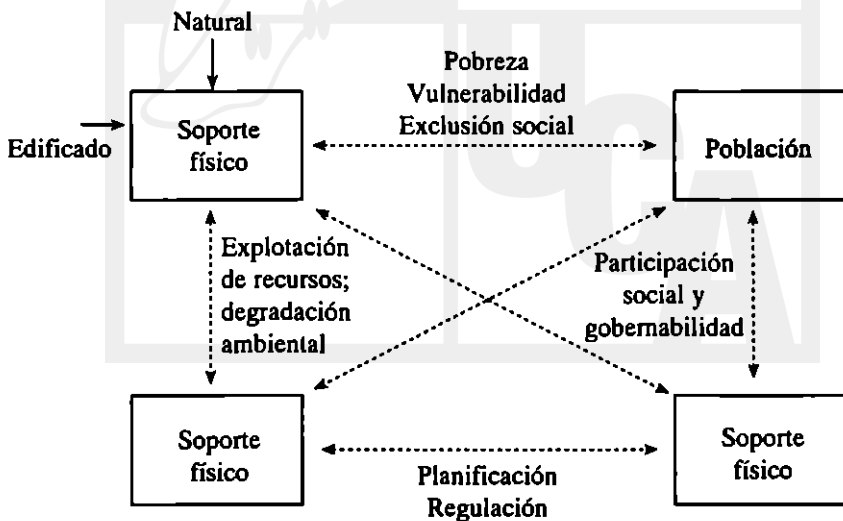 Natural
Edificado
Soporte
físico
Pobreza
Vulnerabilidad
Exclusión social
Población
Explotación
de recursos;
degradación
ambiental
Participación
social y
gobernabilidad
Soporte
físico
Planificación
Regulación
Soporte
físico
UCA